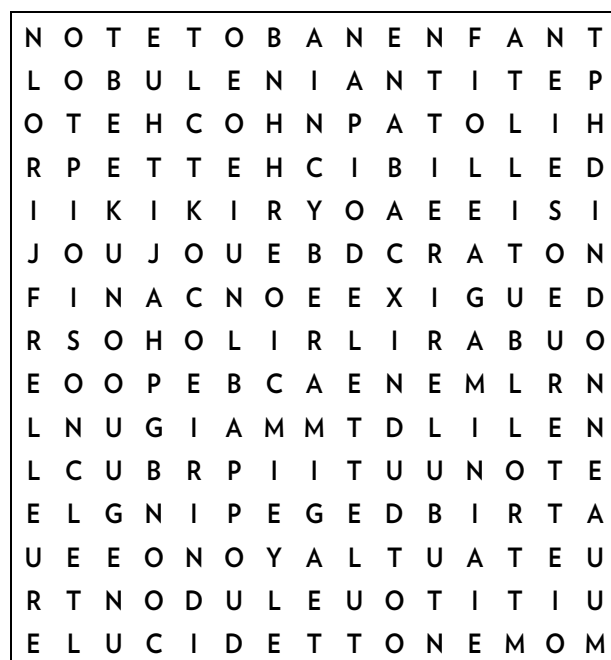 N O T E T O B A N E N F A N T
L O B U L E N I A N T I T E P
O T E H C O H N P A T O L I H
R P E T T E H C I B I L L E D
I I K I K I R Y O A E E I S I
J O U J O U E B D C R A T O N
F I N A C N O E E X I G U E D
R S O H O L I R L I R A B U O
E O O P E B C A E N E M L R N
L N U G I A M M T D L I L E N
L C U B R P I I T U U N O T E
E L G N I P E G E D B I R T A
U E E O N O Y A L T U A T E U
R T N O D U L E U O T I T I U
E L U C I D E T T O N E M O M